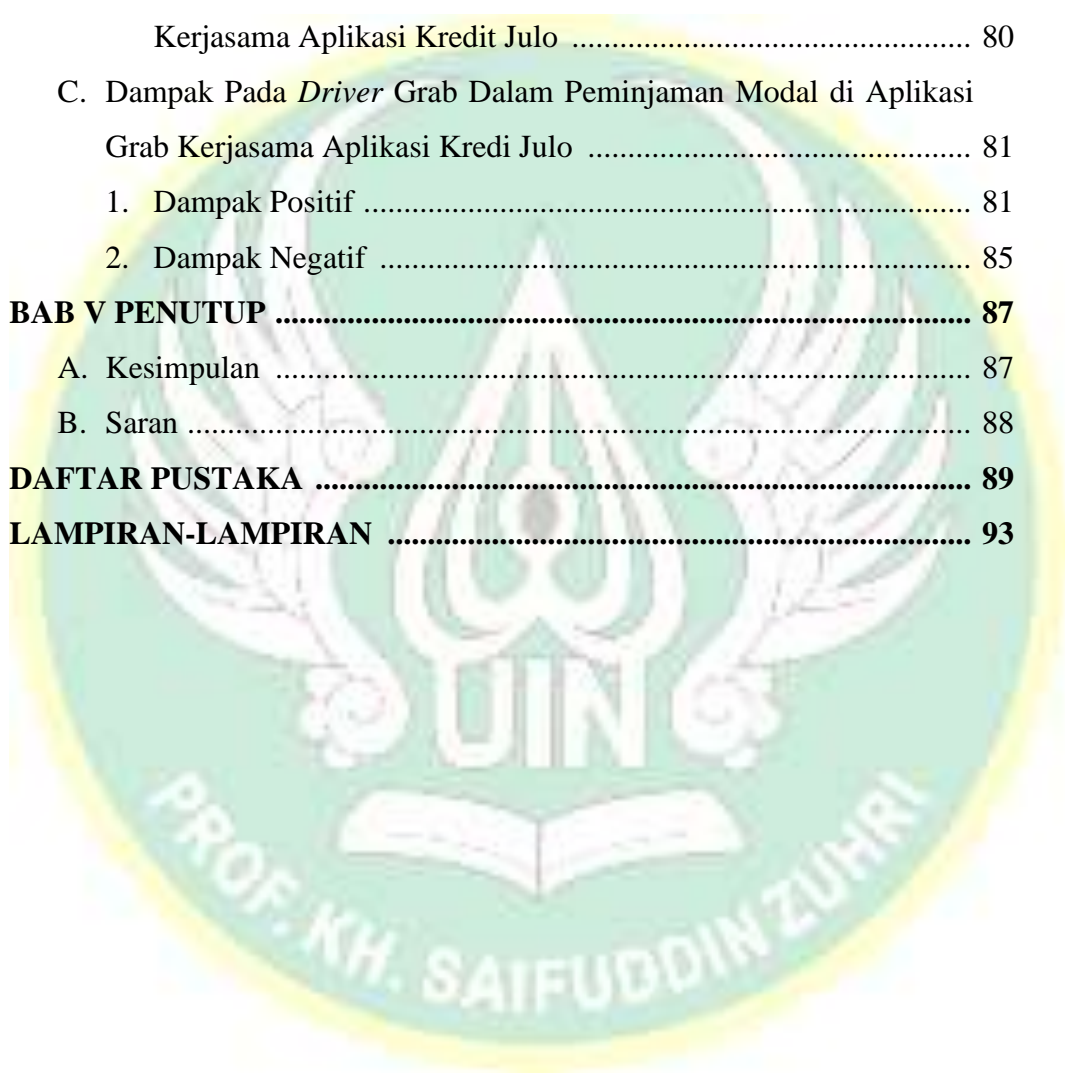 Kerjasama Aplikasi Kredit Julo .................................................. 80
C. Dampak Pada Driver Grab Dalam Peminjaman Modal di Aplikasi
Grab Kerjasama Aplikasi Kredi Julo ................................................ 81
1. Dampak Positif ............................................................................ 81
2. Dampak Negatif .......................................................................... 85
BAB V PENUTUP ........................................................................................ 87
A. Kesimpulan ....................................................................................... 87
B. Saran .................................................................................................. 88
DAFTAR PUSTAKA ................................................................................... 89
LAMPIRAN-LAMPIRAN .......................................................................... 93
UIN
PROF. KH. SAIFUDDIN ZUHRI